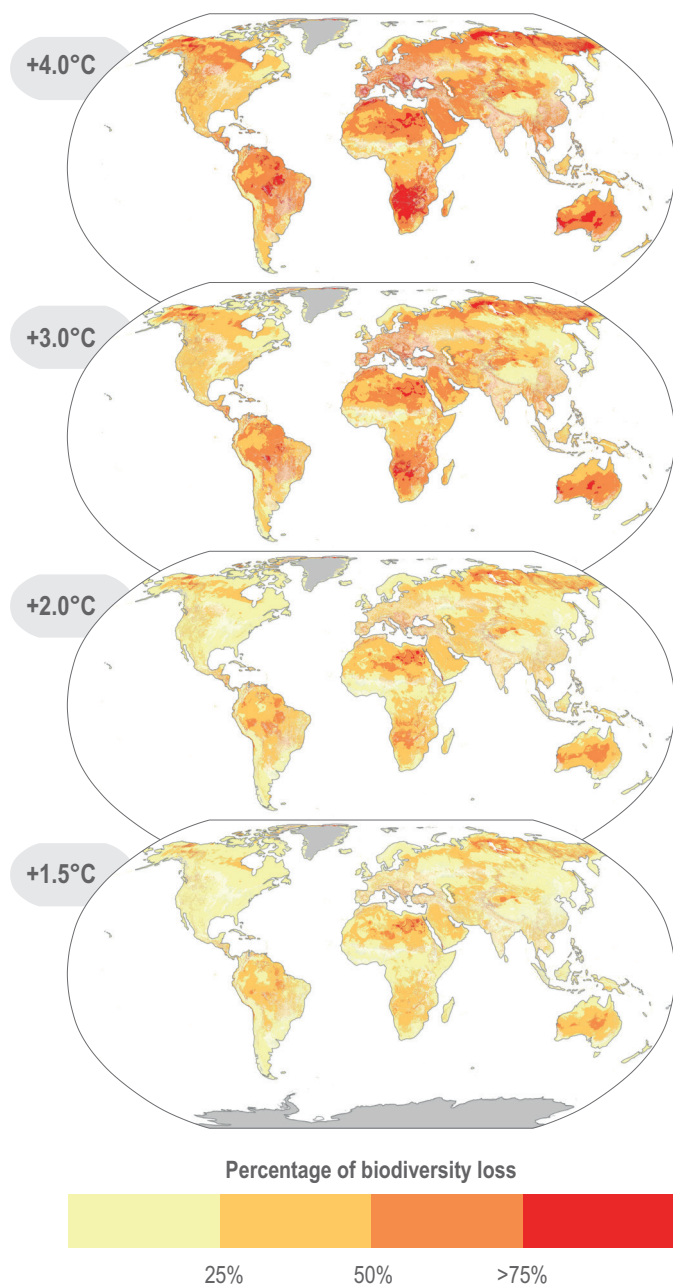 +4.0°C
+3.0°C
+2.0°C
+1.5°C
Percentage of biodiversity loss
25% 50% >75%